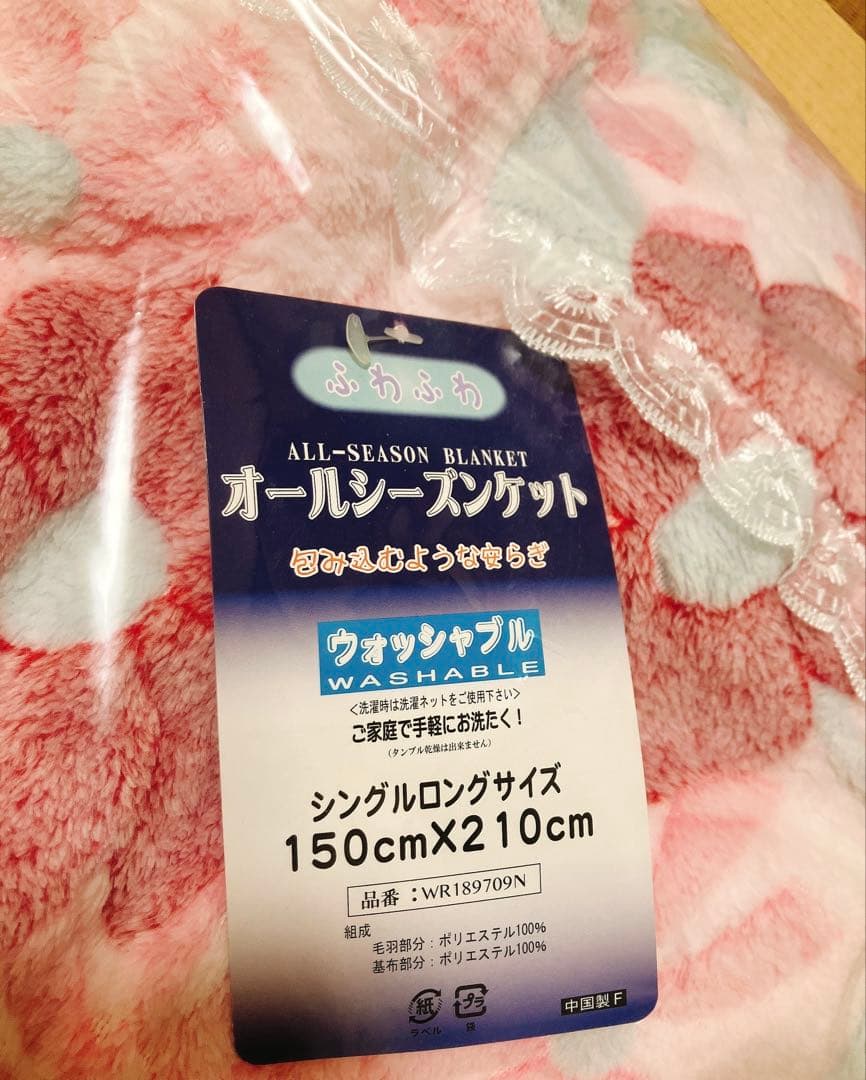 ふわふわ
ALL-SEASON BLANKET
オールシーズンケット
包み込むような安らぎ
ウォッシャブル
WASHABLE
<洗濯時は洗濯ネットをご使用下さい>
ご家庭で手軽にお洗たく！
(タンブル乾燥は出来ません)
シングルロングサイズ
150cm×210cm
品番：WR189709N
組成
毛羽部分：ポリエステル100%
基布部分：ポリエステル100%
紙 プラ
ラベル 袋
中国製 F